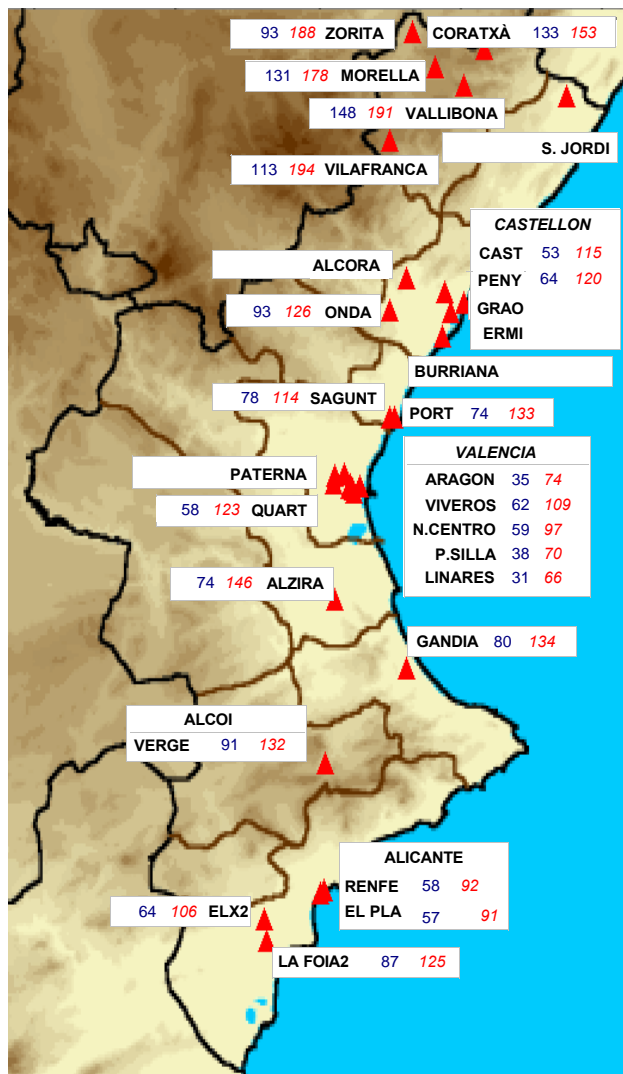 93 188 ZORITA
CORATXÀ 133 153
131 178 MORELLA
148 191 VALLIBONA
S. JORDI
113 194 VILAFRANCA
CASTELLON
CAST 53 115
PENY 64 120
GRAO
ERMI
ALCORA
93 126 ONDA
BURRIANA
78 114 SAGUNT
PORT 74 133
VALENCIA
ARAGON 35 74
VIVEROS 62 109
N.CENTRO 59 97
P.SILLA 38 70
LINARES 31 66
PATERNA
58 123 QUART
74 146 ALZIRA
GANDIA 80 134
ALCOI
VERGE 91 132
ALICANTE
RENFE 58 92
EL PLA 57 91
64 106 ELX2
LA FOIA2 87 125